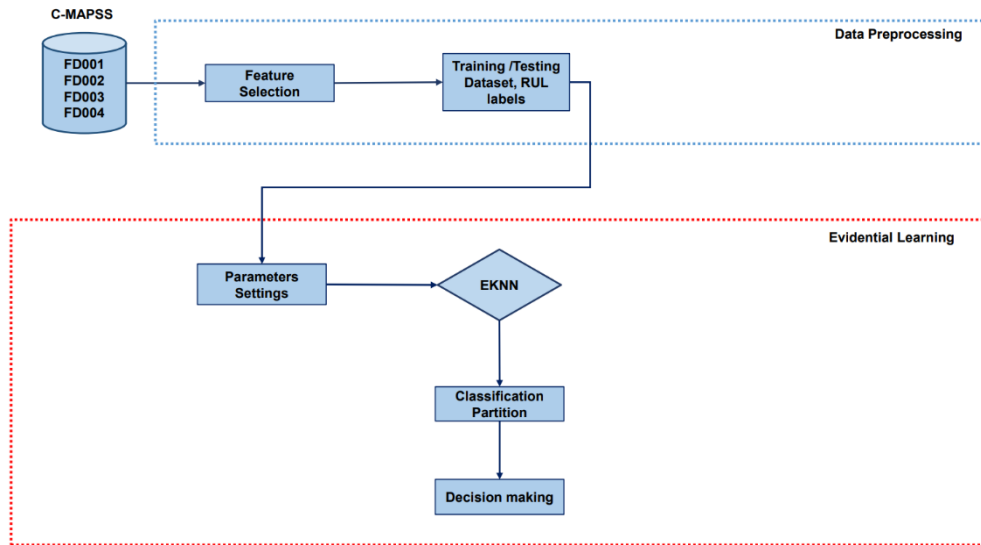 C-MAPSS
FD001
FD002
FD003
FD004
Data Preprocessing
Feature
Selection
Training /Testing
Dataset, RUL
labels
Evidential Learning
Parameters
Settings
EKNN
Classification
Partition
Decision making